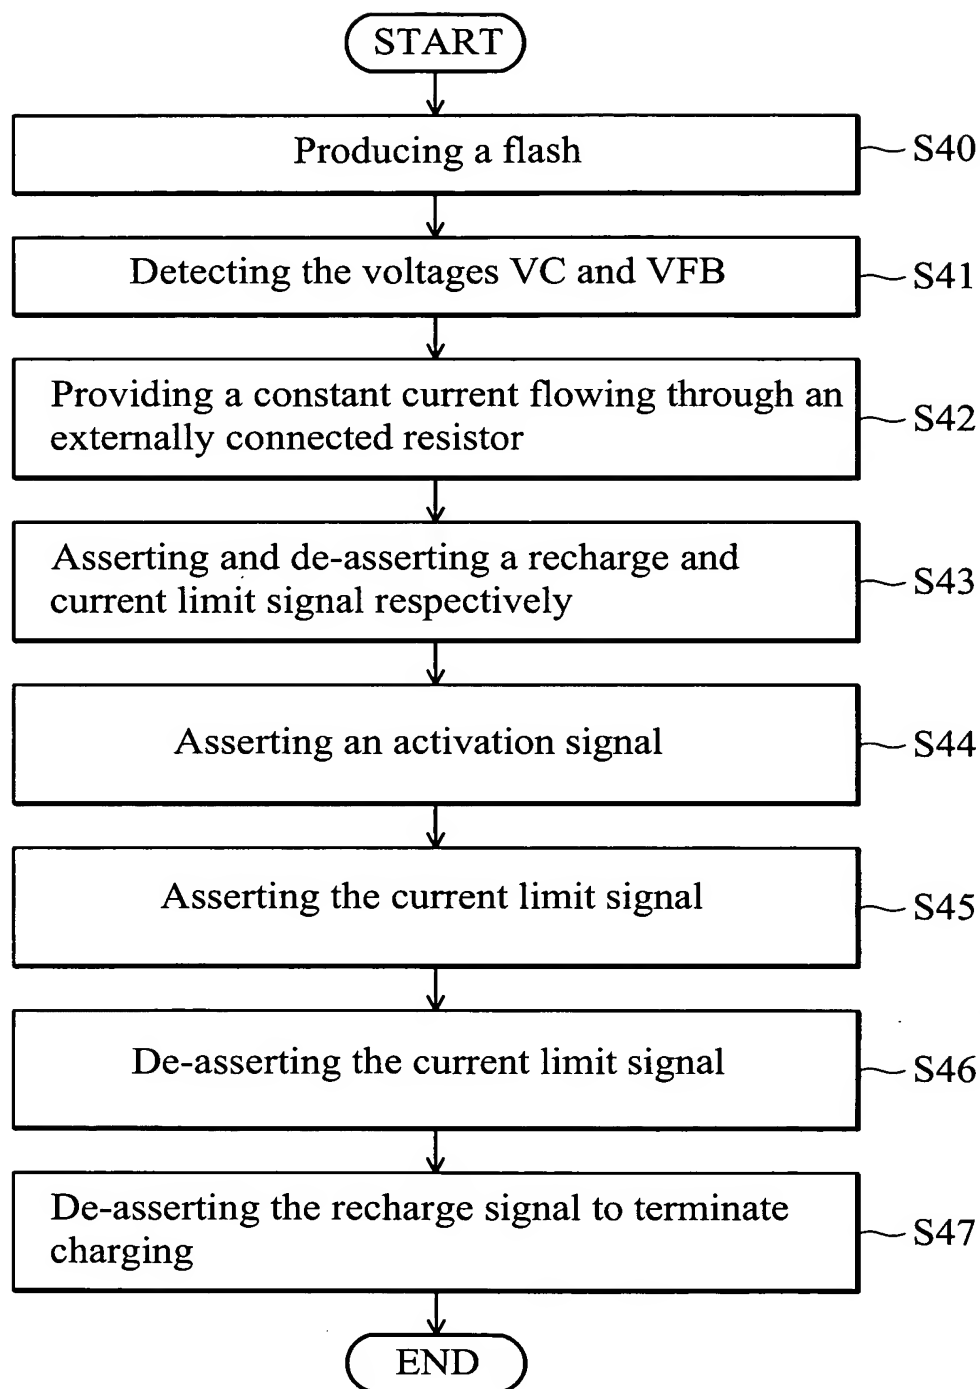 START
Producing a flash
S40
Detecting the voltages VC and VFB
S41
Providing a constant current flowing through an
externally connected resistor
S42
Asserting and de-asserting a recharge and
current limit signal respectively
S43
Asserting an activation signal
S44
Asserting the current limit signal
S45
De-asserting the current limit signal
S46
De-asserting the recharge signal to terminate
charging
S47
END